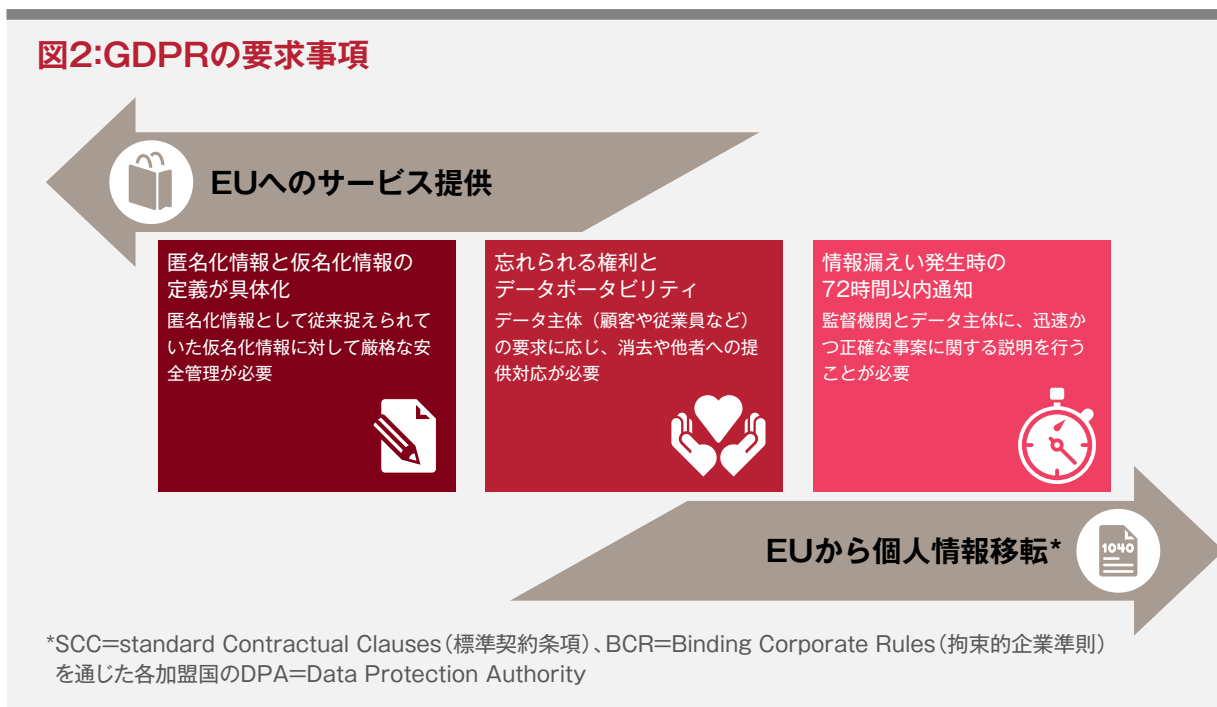 図2:GDPRの要求事項
EUへのサービス提供
匿名化情報と仮名化情報の
定義が具体化
匿名化情報として従来捉えられて
いた仮名化情報に対して厳格な安
全管理が必要
忘れられる権利と
データポータビリティ
データ主体（顧客や従業員など）
の要求に応じ、消去や他者への提
供対応が必要
情報漏えい発生時の
72時間以内通知
監督機関とデータ主体に、迅速か
つ正確な事案に関する説明を行う
ことが必要
EUから個人情報移転*
1040
*SCC=standard Contractual Clauses（標準契約条項）、BCR=Binding Corporate Rules（拘束的企業準則）
を通じた各加盟国のDPA=Data Protection Authority